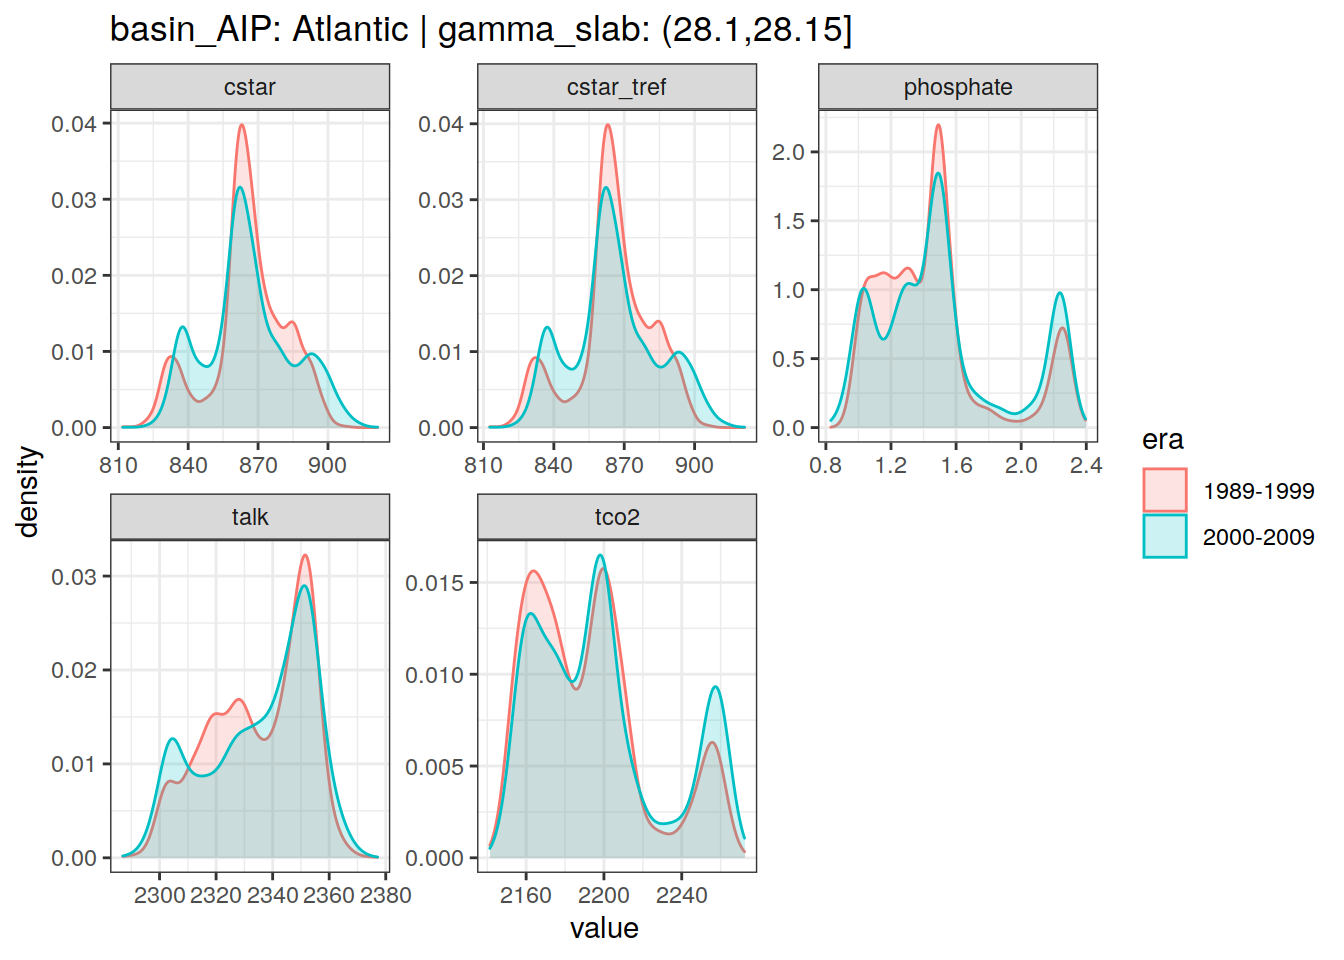 basin_AIP: Atlantic | gamma_slab: (28.1,28.15]
cstar
cstar_tref
phosphate
0.04
0.03
0.02
0.01
0.00
810 840 870 900
0.04
0.03
0.02
0.01
0.00
810 840 870 900
2.0
1.5
1.0
0.5
0.0
0.8 1.2 1.6 2.0 2.4
talk
tco2
0.03
0.02
0.01
0.00
2300 2320 2340 2360 2380
0.015
0.010
0.005
0.000
2160 2200 2240
density
value
era
1989-1999
2000-2009